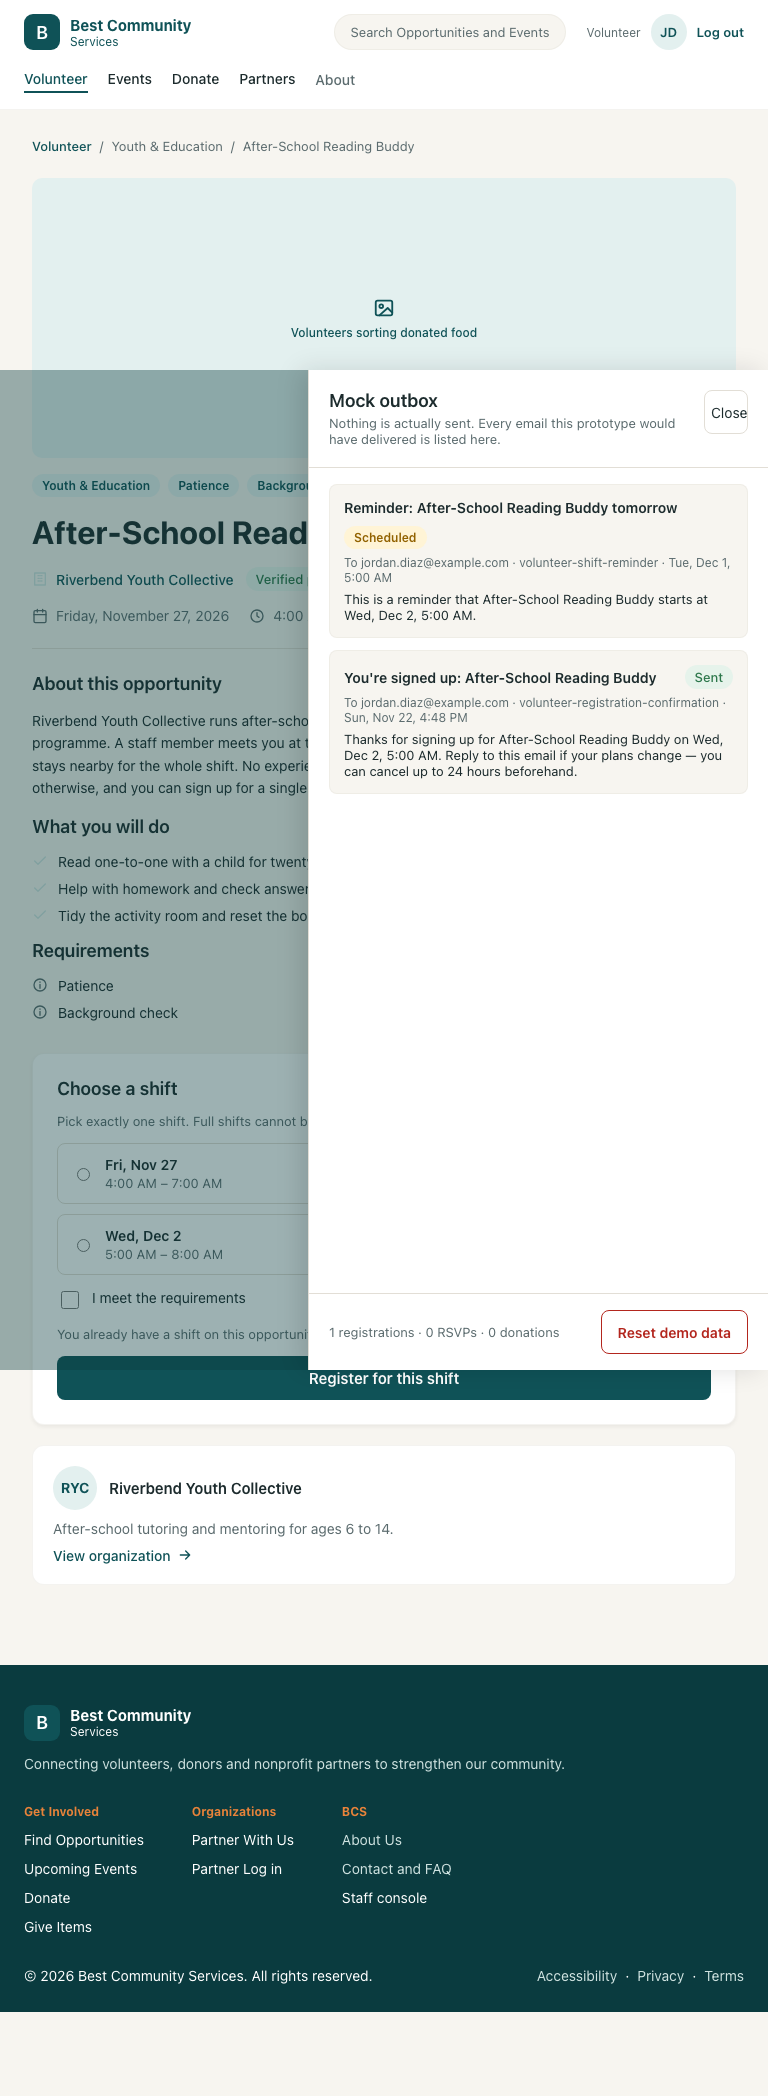 B
Best Community
Services
Search Opportunities and Events
Volunteer
JD
Log out
Volunteer
Events
Donate
Partners
About
Volunteer / Youth & Education / After-School Reading Buddy
Volunteers sorting donated food
Youth & Education
Patience
After-School
Riverbend Youth Collective
Verified
Friday, November 27, 2026
4:00
About this opportunity
Riverbend Youth Collective runs
programme. A staff member meets you at
stays nearby for the whole shift. No
otherwise, and you can sign up for a single
What you will do
Read one-to-one with a child for
Help with homework and check
Tidy the activity room and reset the
Requirements
Patience
Background check
Choose a shift
Pick exactly one shift. Full shifts cannot
Fri, Nov 27
4:00 AM – 7:00 AM
Wed, Dec 2
5:00 AM – 8:00 AM
I meet the requirements
You already have a shift on this
Register for this shift
Mock outbox
Nothing is actually sent. Every email this prototype would
have delivered is listed here.
Close
Reminder: After-School Reading Buddy tomorrow
Scheduled
To jordan.diaz@example.com · volunteer-shift-reminder · Tue, Dec 1,
5:00 AM
This is a reminder that After-School Reading Buddy starts at
Wed, Dec 2, 5:00 AM.
You're signed up: After-School Reading Buddy
Sent
To jordan.diaz@example.com · volunteer-registration-confirmation ·
Sun, Nov 22, 4:48 PM
Thanks for signing up for After-School Reading Buddy on Wed,
Dec 2, 5:00 AM. Reply to this email if your plans change — you
can cancel up to 24 hours beforehand.
1 registrations · 0 RSVPs · 0 donations
Reset demo data
RYC
Riverbend Youth Collective
After-school tutoring and mentoring for ages 6 to 14.
View organization →
B
Best Community
Services
Connecting volunteers, donors and nonprofit partners to strengthen our community.
Get Involved
Find Opportunities
Upcoming Events
Donate
Give Items
Organizations
Partner With Us
Partner Log in
BCS
About Us
Contact and FAQ
Staff console
© 2026 Best Community Services. All rights reserved.
Accessibility · Privacy · Terms